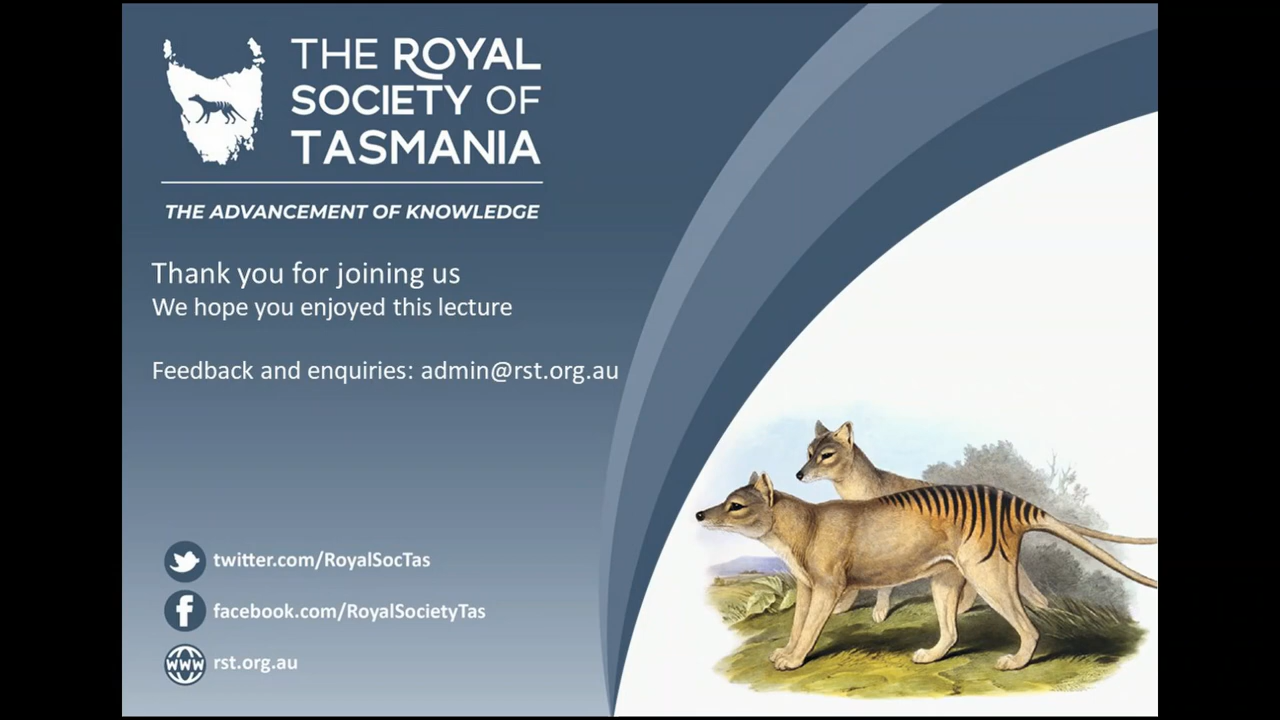 THE ROYAL
SOCIETY OF
TASMANIA
THE ADVANCEMENT OF KNOWLEDGE
Thank you for joining us
We hope you enjoyed this lecture
Feedback and enquiries: admin@rst.org.au
twitter.com/RoyalSocTas
facebook.com/RoyalSocietyTas
www rst.org.au